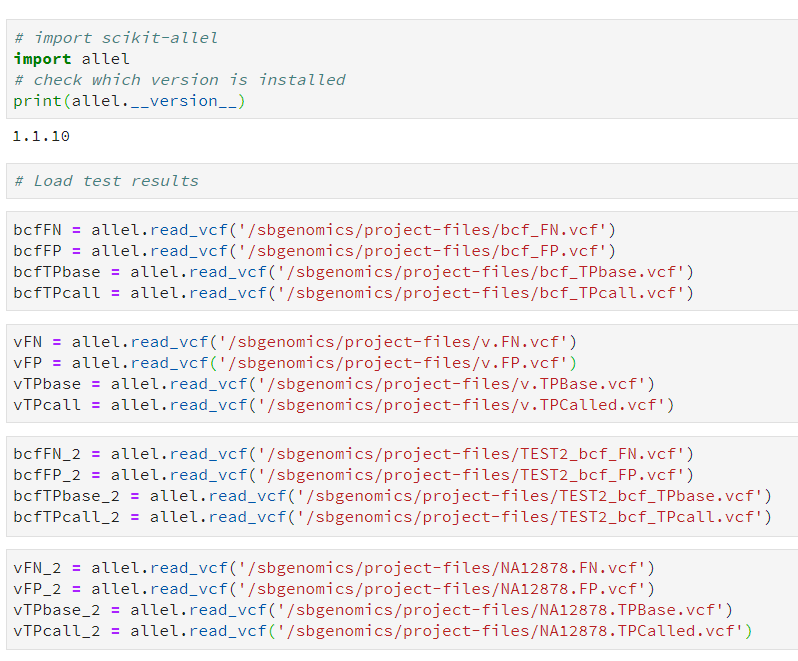 # import scikit-allel
import allel
# check which version is installed
print(allel.__version__)
1.1.10
# Load test results
bcfFN = allel.read_vcf('/sbgenomics/project-files/bcf_FN.vcf')
bcfFP = allel.read_vcf('/sbgenomics/project-files/bcf_FP.vcf')
bcfTPbase = allel.read_vcf('/sbgenomics/project-files/bcf_TPbase.vcf')
bcfTPcall = allel.read_vcf('/sbgenomics/project-files/bcf_TPcall.vcf')
vFN = allel.read_vcf('/sbgenomics/project-files/v.FN.vcf')
vFP = allel.read_vcf('/sbgenomics/project-files/v.FP.vcf')
vTPbase = allel.read_vcf('/sbgenomics/project-files/v.TPBase.vcf')
vTPcall = allel.read_vcf('/sbgenomics/project-files/v.TPCalled.vcf')
bcfFN_2 = allel.read_vcf('/sbgenomics/project-files/TEST2_bcf_FN.vcf')
bcfFP_2 = allel.read_vcf('/sbgenomics/project-files/TEST2_bcf_FP.vcf')
bcfTPbase_2 = allel.read_vcf('/sbgenomics/project-files/TEST2_bcf_TPbase.vcf')
bcfTPcall_2 = allel.read_vcf('/sbgenomics/project-files/TEST2_bcf_TPcall.vcf')
vFN_2 = allel.read_vcf('/sbgenomics/project-files/NA12878.FN.vcf')
vFP_2 = allel.read_vcf('/sbgenomics/project-files/NA12878.FP.vcf')
vTPbase_2 = allel.read_vcf('/sbgenomics/project-files/NA12878.TPBase.vcf')
vTPcall_2 = allel.read_vcf('/sbgenomics/project-files/NA12878.TPCalled.vcf')